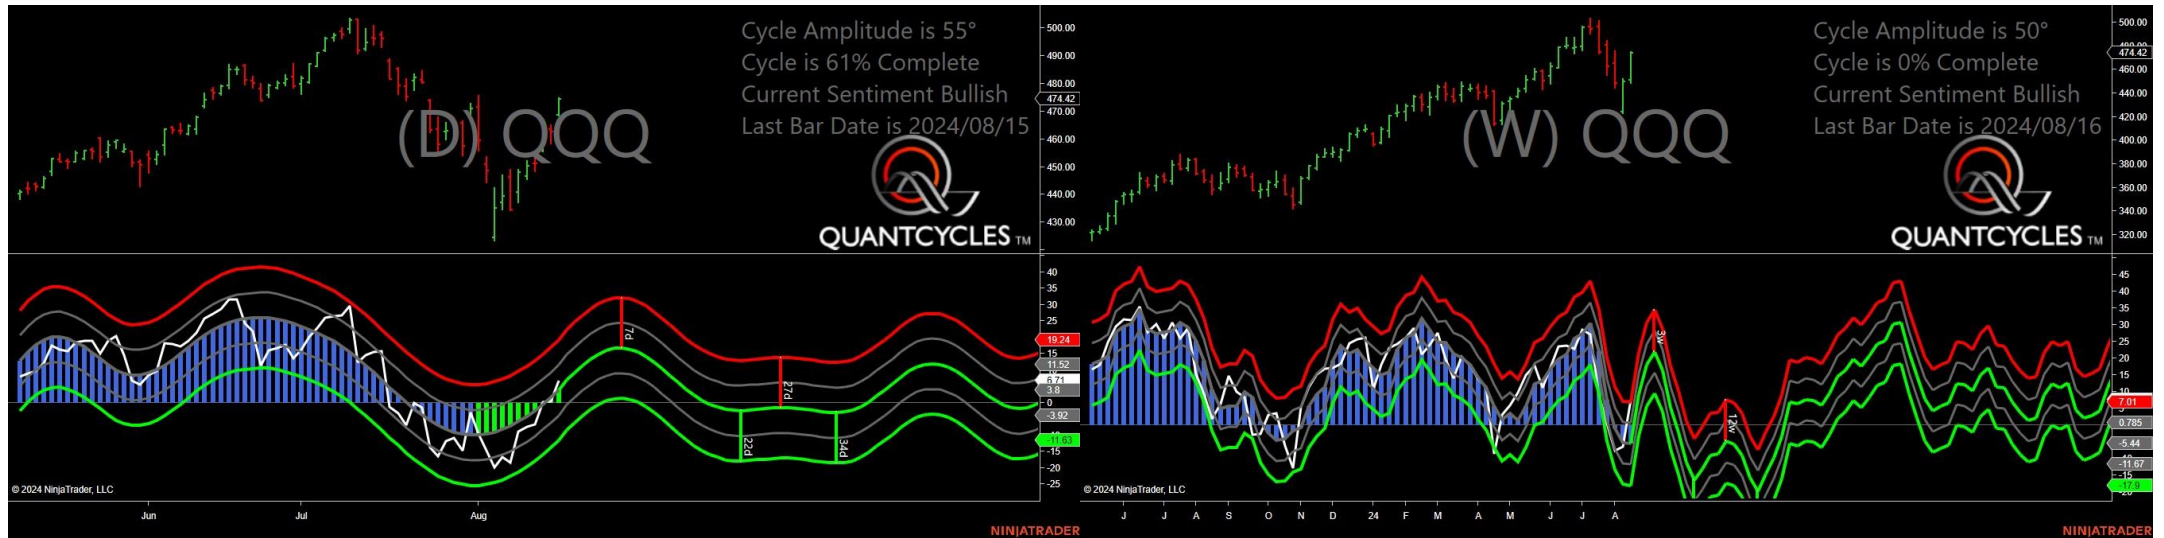 Cycle Amplitude is 55°
Cycle is 61% Complete
Current Sentiment Bullish
Last Bar Date is 2024/08/15
(D) QQQ
QUANTCYCLES TM
500.00
490.00
480.00
474.42
470.00
460.00
450.00
440.00
430.00
40
35
30
25
19.24
15
11.52
6.71
3.8
0
-3.92
-11.63
-15
-20
-25
7d
27d
22d
34d
© 2024 NinjaTrader, LLC
Jun Jul Aug
NINJATRADER
Cycle Amplitude is 50°
Cycle is 0% Complete
Current Sentiment Bullish
Last Bar Date is 2024/08/16
(W) QQQ
QUANTCYCLES TM
500.00
474.42
460.00
440.00
420.00
400.00
380.00
360.00
340.00
320.00
45
40
35
30
25
20
15
10
7.01
0.785
-5.44
-11.67
-15
-17.9
3w
12w
© 2024 NinjaTrader, LLC
J J A S O N D 24 F M A M J J A
NINJATRADER